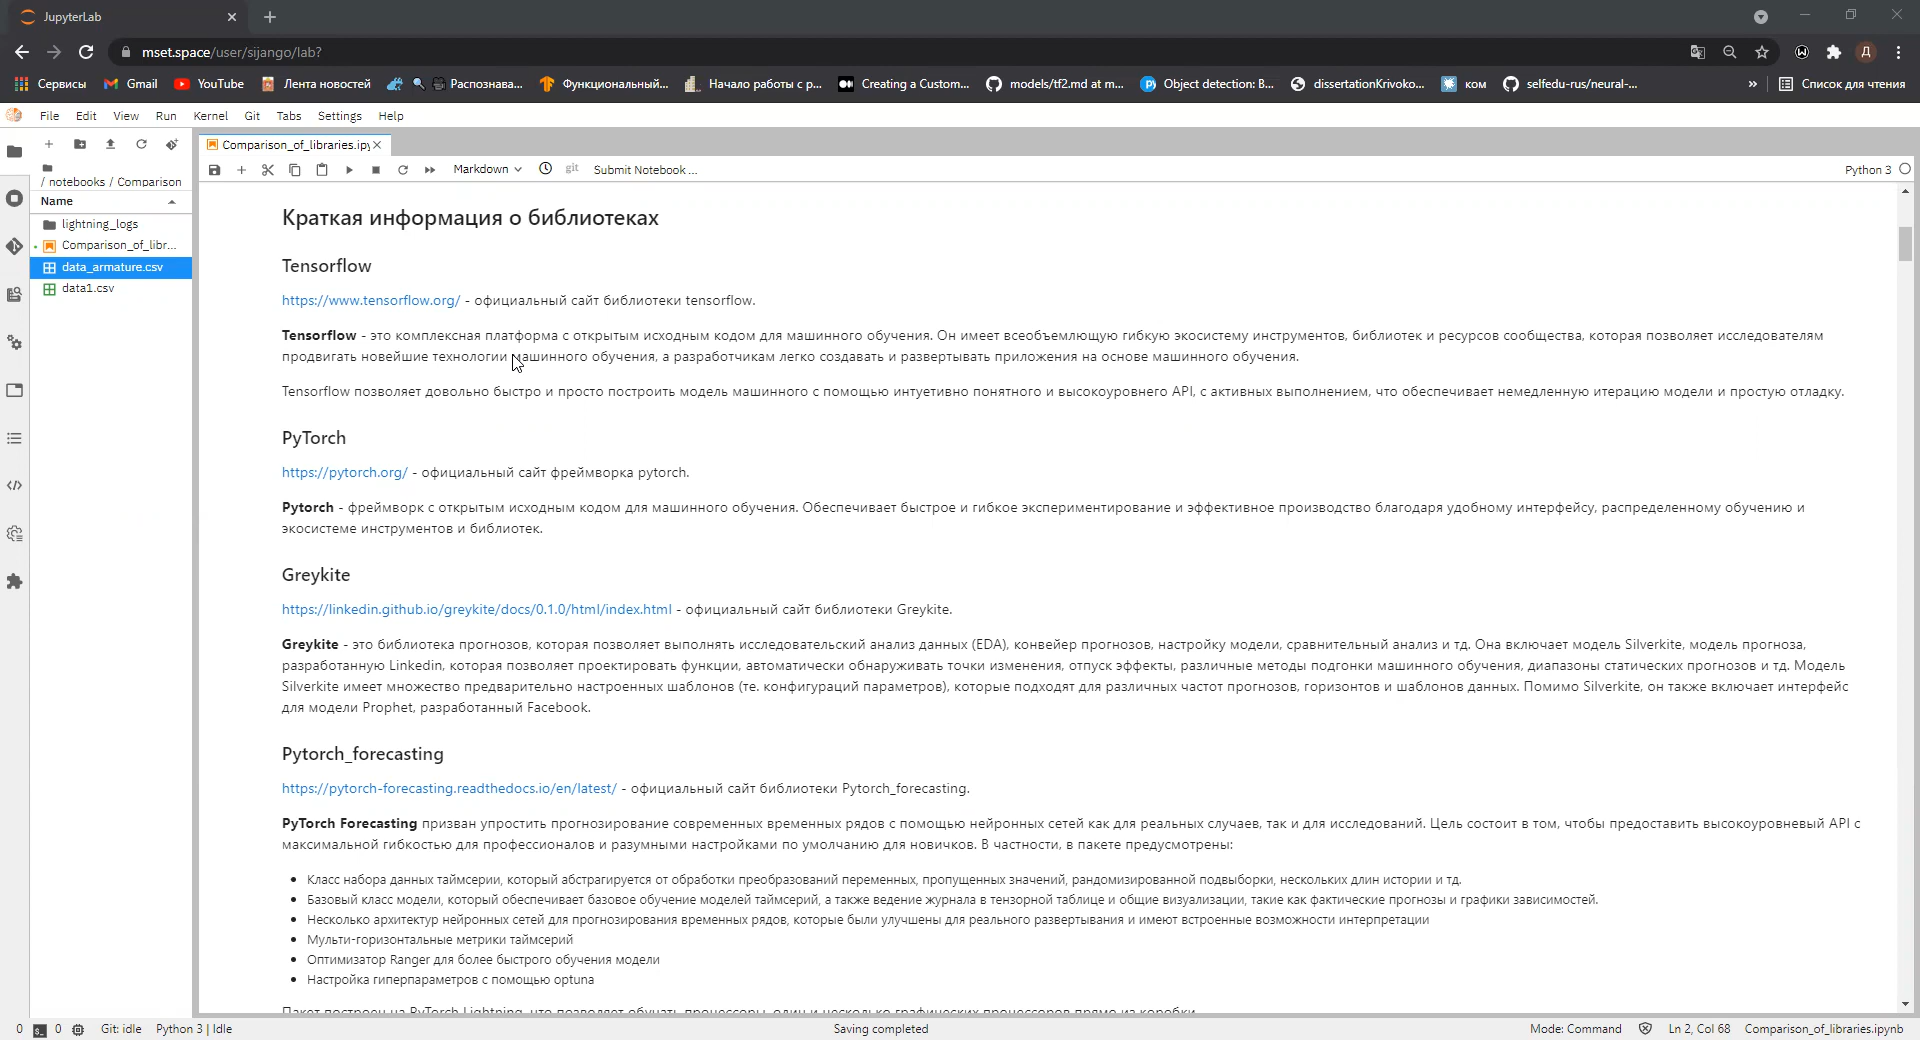 JupyterLab
mset.space/user/sijango/lab?
Сервисы Gmail YouTube Лента новостей Распознава... Функциональный... Начало работы с р... Creating a Custom... models/tf2.md at m... Object detection: B... dissertationKrivoko... ком selfedu-rus/neural-... » Список для чтения
File Edit View Run Kernel Git Tabs Settings Help
Comparison_of_libraries.ipy
Markdown git Submit Notebook ... Python 3
/ notebooks / Comparison
Name
lightning_logs
Comparison_of_libr...
data_armature.csv
data1.csv
Краткая информация о библиотеках
Tensorflow
https://www.tensorflow.org/ - официальный сайт библиотеки tensorflow.
Tensorflow - это комплексная платформа с открытым исходным кодом для машинного обучения. Он имеет всеобъемлющую гибкую экосистему инструментов, библиотек и ресурсов сообщества, которая позволяет исследователям
продвигать новейшие технологии машинного обучения, а разработчикам легко создавать и развертывать приложения на основе машинного обучения.
Tensorflow позволяет довольно быстро и просто построить модель машинного с помощью интуетивно понятного и высокоуровнего API, с активных выполнением, что обеспечивает немедленную итерацию модели и простую отладку.
PyTorch
https://pytorch.org/ - официальный сайт фреймворка pytorch.
Pytorch - фреймворк с открытым исходным кодом для машинного обучения. Обеспечивает быстрое и гибкое экспериментирование и эффективное производство благодаря удобному интерфейсу, распределенному обучению и
экосистеме инструментов и библиотек.
Greykite
https://linkedin.github.io/greykite/docs/0.1.0/html/index.html - официальный сайт библиотеки Greykite.
Greykite - это библиотека прогнозов, которая позволяет выполнять исследовательский анализ данных (EDA), конвейер прогнозов, настройку модели, сравнительный анализ и тд. Она включает модель Silverkite, модель прогноза,
разработанную Linkedin, которая позволяет проектировать функции, автоматически обнаруживать точки изменения, отпуск эффекты, различные методы подгонки машинного обучения, диапазоны статических прогнозов и тд. Модель
Silverkite имеет множество предварительно настроенных шаблонов (те. конфигураций параметров), которые подходят для различных частот прогнозов, горизонтов и шаблонов данных. Помимо Silverkite, он также включает интерфейс
для модели Prophet, разработанный Facebook.
Pytorch_forecasting
https://pytorch-forecasting.readthedocs.io/en/latest/ - официальный сайт библиотеки Pytorch_forecasting.
PyTorch Forecasting призван упростить прогнозирование современных временных рядов с помощью нейронных сетей как для реальных случаев, так и для исследований. Цель состоит в том, чтобы предоставить высокоуровневый API с
максимальной гибкостью для профессионалов и разумными настройками по умолчанию для новичков. В частности, в пакете предусмотрены:
• Класс набора данных таймсерии, который абстрагируется от обработки преобразований переменных, пропущенных значений, рандомизированной подвыборки, нескольких длин истории и тд.
• Базовый класс модели, который обеспечивает базовое обучение моделей таймсерий, а также ведение журнала в тензорной таблице и общие визуализации, такие как фактические прогнозы и графики зависимостей.
• Несколько архитектур нейронных сетей для прогнозирования временных рядов, которые были улучшены для реального развертывания и имеют встроенные возможности интерпретации
• Мульти-горизонтальные метрики таймсерий
• Оптимизатор Ranger для более быстрого обучения модели
• Настройка гиперпараметров с помощью optuna
Пакет построен на PyTorch Lightning, что позволяет обучать процессоры, один и несколько графических процессоров прямо из коробки.
0 0 Git: idle Python 3 | Idle Saving completed Mode: Command Ln 2, Col 68 Comparison_of_libraries.ipynb